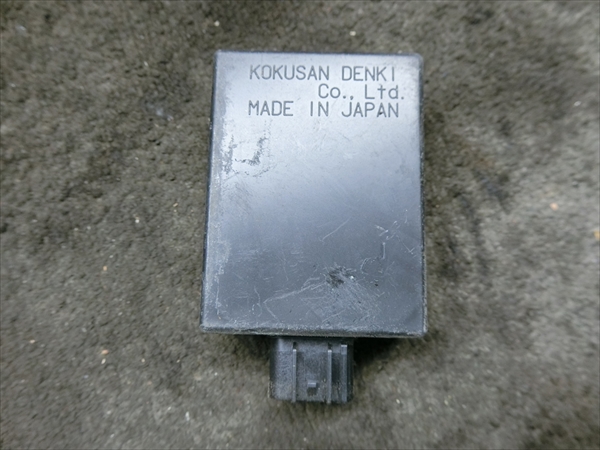 KOKUSAN DENKI
Co., Ltd.
MADE IN JAPAN